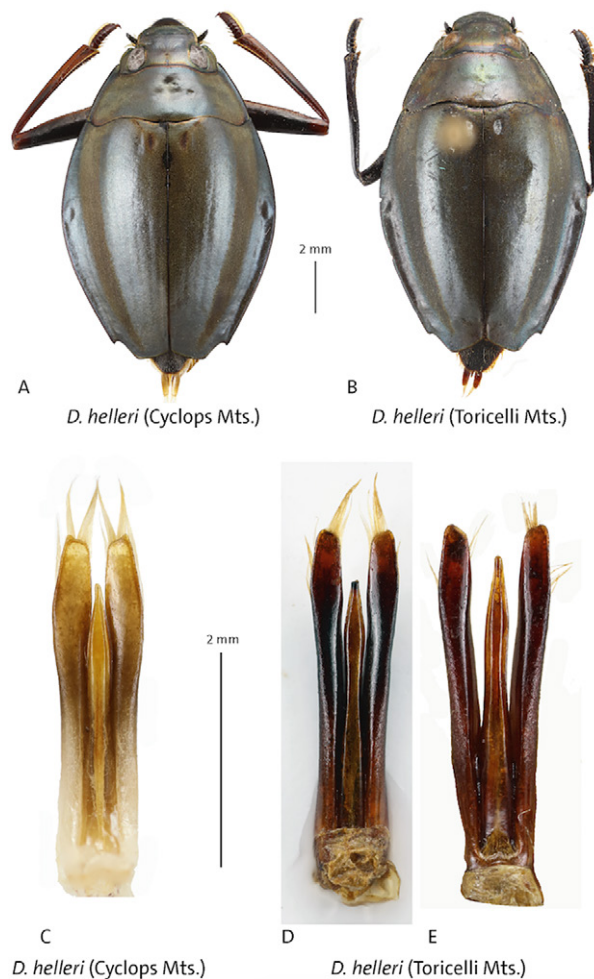 2 mm
A
B
D. helleri (Cyclops Mts.)
D. helleri (Toricelli Mts.)
2 mm
C
D
E
D. helleri (Cyclops Mts.)
D. helleri (Toricelli Mts.)